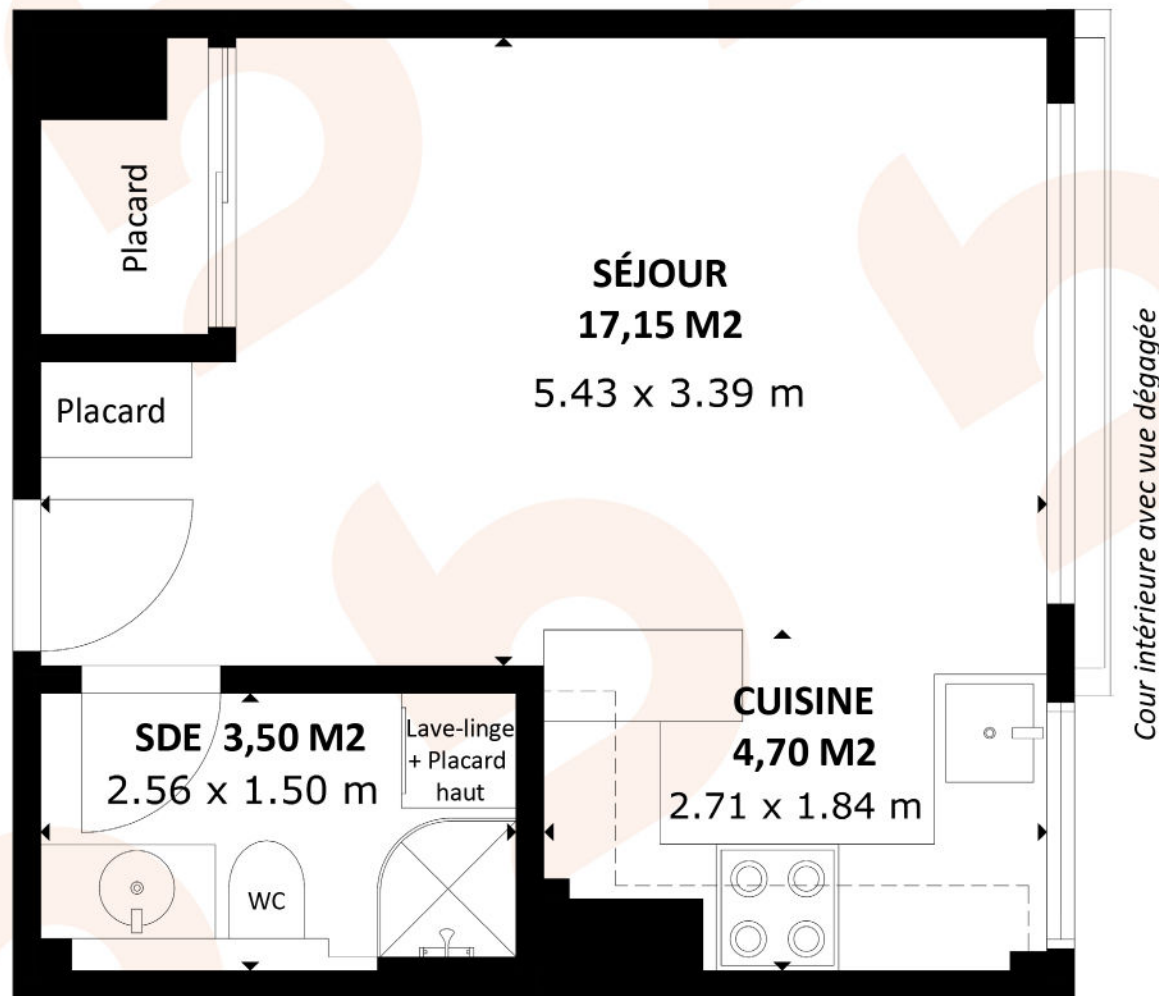 Placard
SÉJOUR
17,15 M2
5.43 x 3.39 m
Placard
Cour intérieure avec vue dégagée
SDE 3,50 M2
2.56 x 1.50 m
Lave-linge
+ Placard
haut
WC
CUISINE
4,70 M2
2.71 x 1.84 m